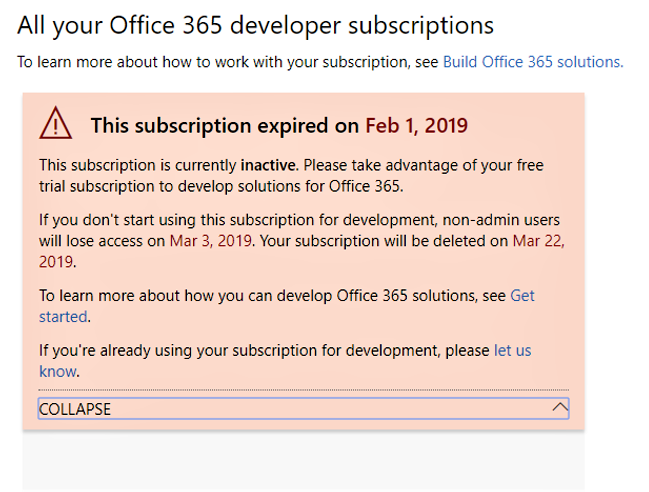 All your Office 365 developer subscriptions
To learn more about how to work with your subscription, see Build Office 365 solutions.
This subscription expired on Feb 1, 2019
This subscription is currently inactive. Please take advantage of your free
trial subscription to develop solutions for Office 365.
If you don't start using this subscription for development, non-admin users
will lose access on Mar 3, 2019. Your subscription will be deleted on Mar 22,
2019.
To learn more about how you can develop Office 365 solutions, see Get
started.
If you're already using your subscription for development, please let us
know.
COLLAPSE